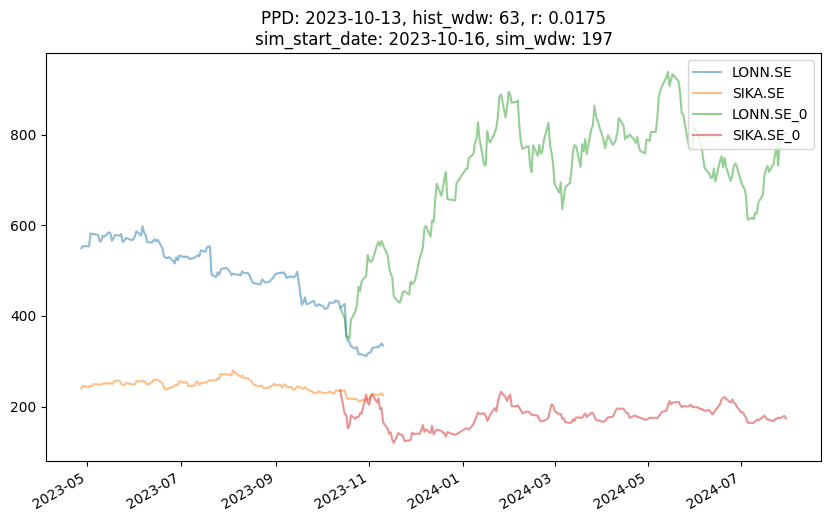 PPD: 2023-10-13, hist_wdw: 63, r: 0.0175
sim_start_date: 2023-10-16, sim_wdw: 197
LONN.SE
SIKA.SE
LONN.SE_0
SIKA.SE_0
800
600
400
200
2023-05
2023-07
2023-09
2023-11
2024-01
2024-03
2024-05
2024-07